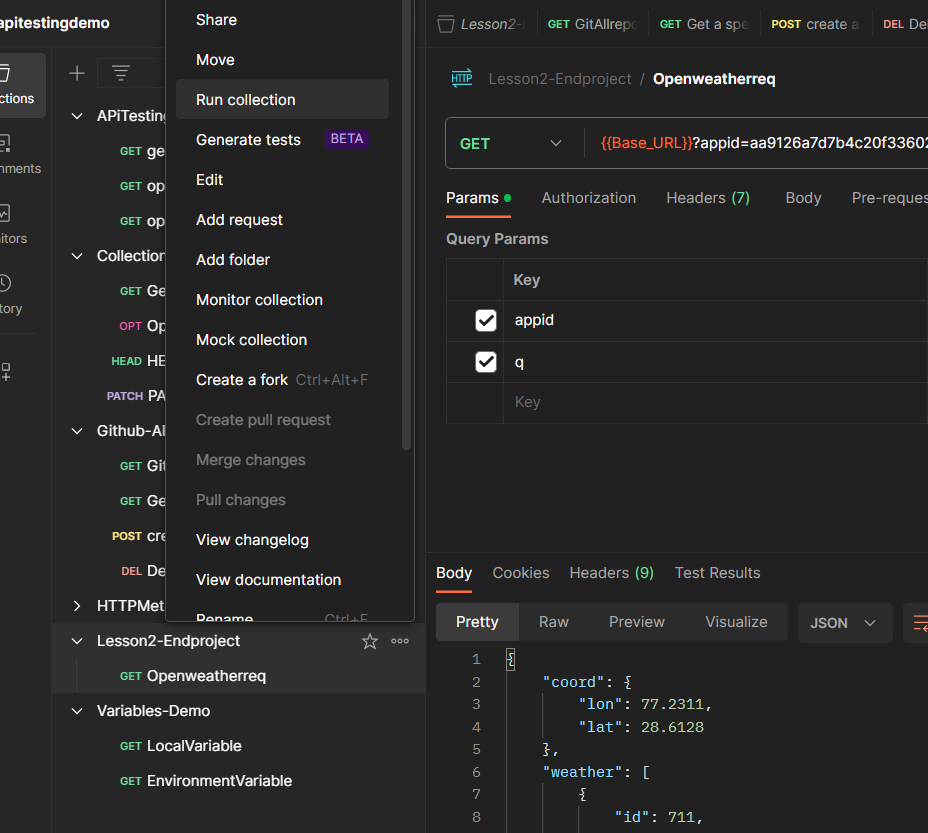 apitestingdemo
ctions
nments
itors
tory
APiTesting
GET ge
GET op
GET op
Collection
GET Ge
OPT Op
HEAD HE
PATCH PA
Github-AP
GET Git
GET Ge
POST cre
DEL De
HTTPMet
Lesson2-Endproject
GET Openweatherreq
Variables-Demo
GET LocalVariable
GET EnvironmentVariable
Share
Move
Run collection
Generate tests BETA
Edit
Add request
Add folder
Monitor collection
Mock collection
Create a fork Ctrl+Alt+F
Create pull request
Merge changes
Pull changes
View changelog
View documentation
Rename Ctrl+E
Lesson2-
GET GitAllrepo
GET Get a spe
POST create a
DEL De
HTTP Lesson2-Endproject / Openweatherreq
GET {{Base_URL}}?appid=aa9126a7d7b4c20f33602
Params Authorization Headers (7) Body Pre-reques
Query Params
Key
appid
q
Key
Body Cookies Headers (9) Test Results
Pretty Raw Preview Visualize JSON
1 {
2 "coord": {
3 "lon": 77.2311,
4 "lat": 28.6128
5 },
6 "weather": [
7 {
8 "id": 711,